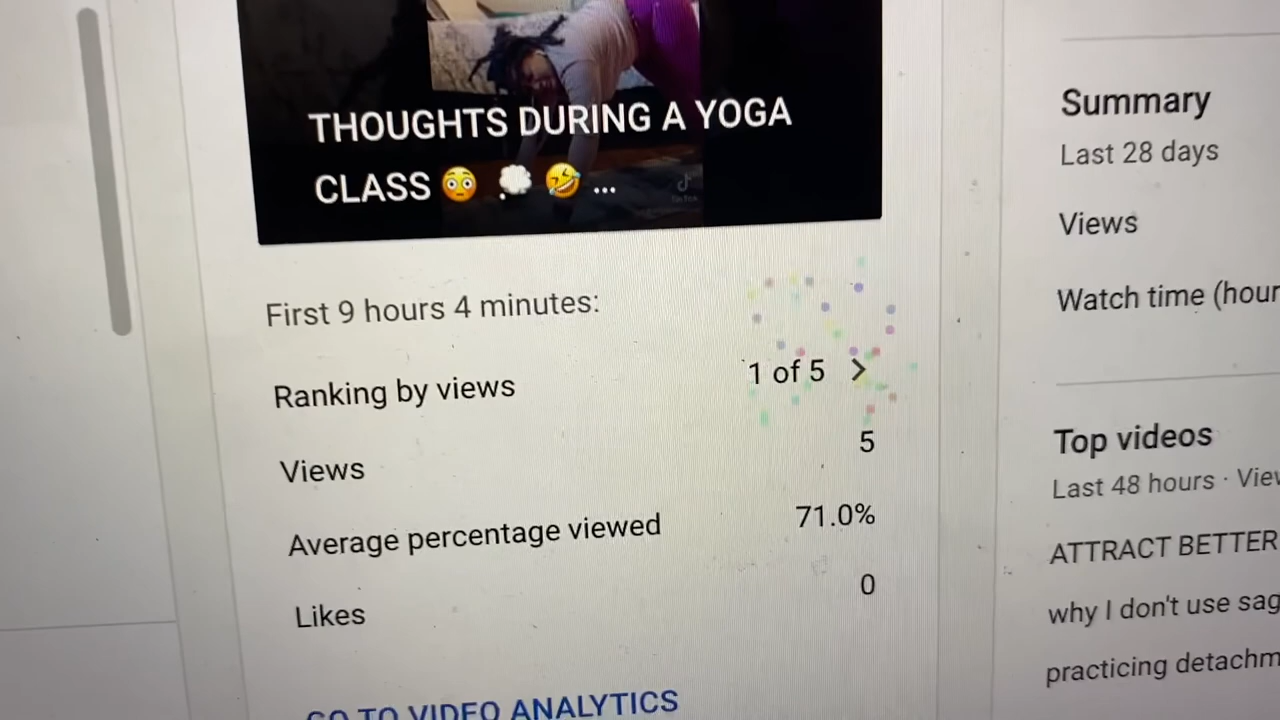 THOUGHTS DURING A YOGA
CLASS 😳 💭 🤣 ...
TikTok
First 9 hours 4 minutes:
Ranking by views
1 of 5 >
Views
5
Average percentage viewed
71.0%
Likes
0
GO TO VIDEO ANALYTICS
Summary
Last 28 days
Views
Watch time (hour
Top videos
Last 48 hours · View
ATTRACT BETTER
why I don't use sag
practicing detachm